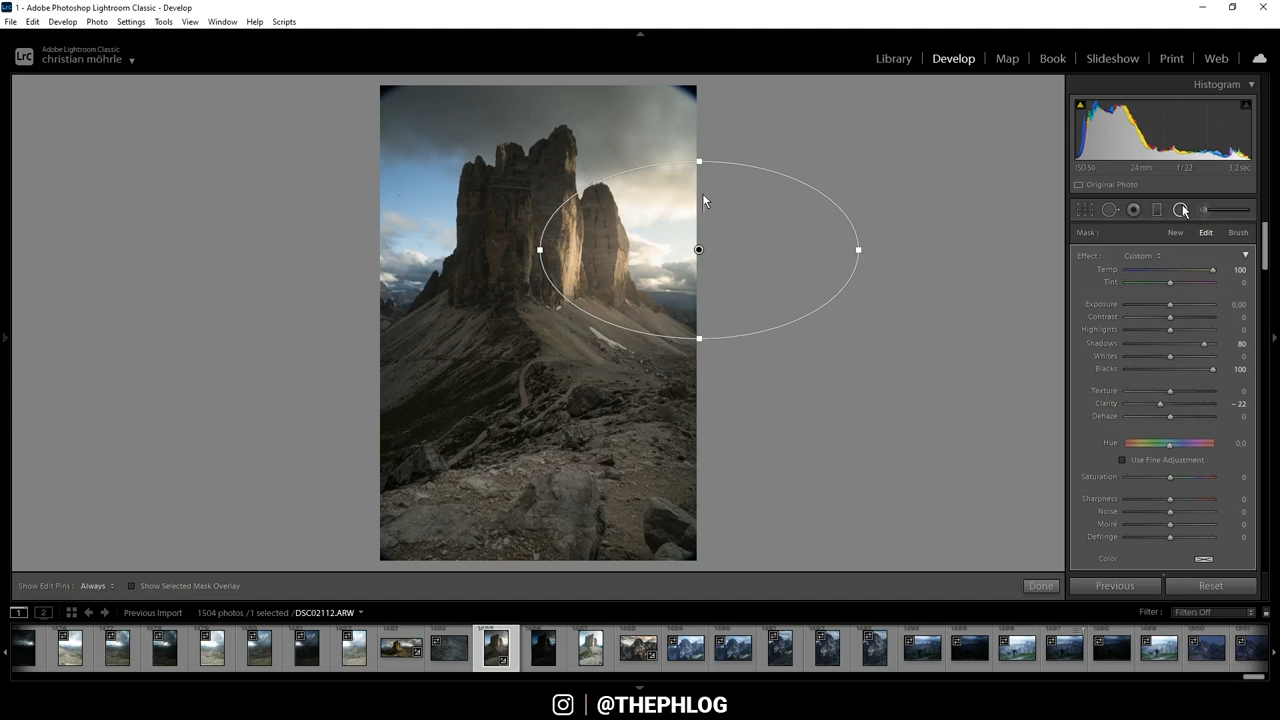 1 - Adobe Photoshop Lightroom Classic - Develop
File Edit Develop Photo Settings Tools View Window Help Scripts
Lrc Adobe Lightroom Classic
christian möhrle
Library Develop Map Book Slideshow Print Web
Histogram
ISO 50 24mm f/22 3,2sec
Original Photo
Mask : New Edit Brush
Effect : Custom
Temp 100
Tint 0
Exposure 0,00
Contrast 0
Highlights 0
Shadows 80
Whites 0
Blacks 100
Texture 0
Clarity – 22
Dehaze 0
Hue 0,0
Use Fine Adjustment
Saturation 0
Sharpness 0
Noise 0
Moiré 0
Defringe 0
Color
Show Edit Pins : Always Show Selected Mask Overlay Done
Previous Reset
1 2 Previous Import 1504 photos /1 selected /DSC02112.ARW Filter : Filters Off
@THEPHLOG